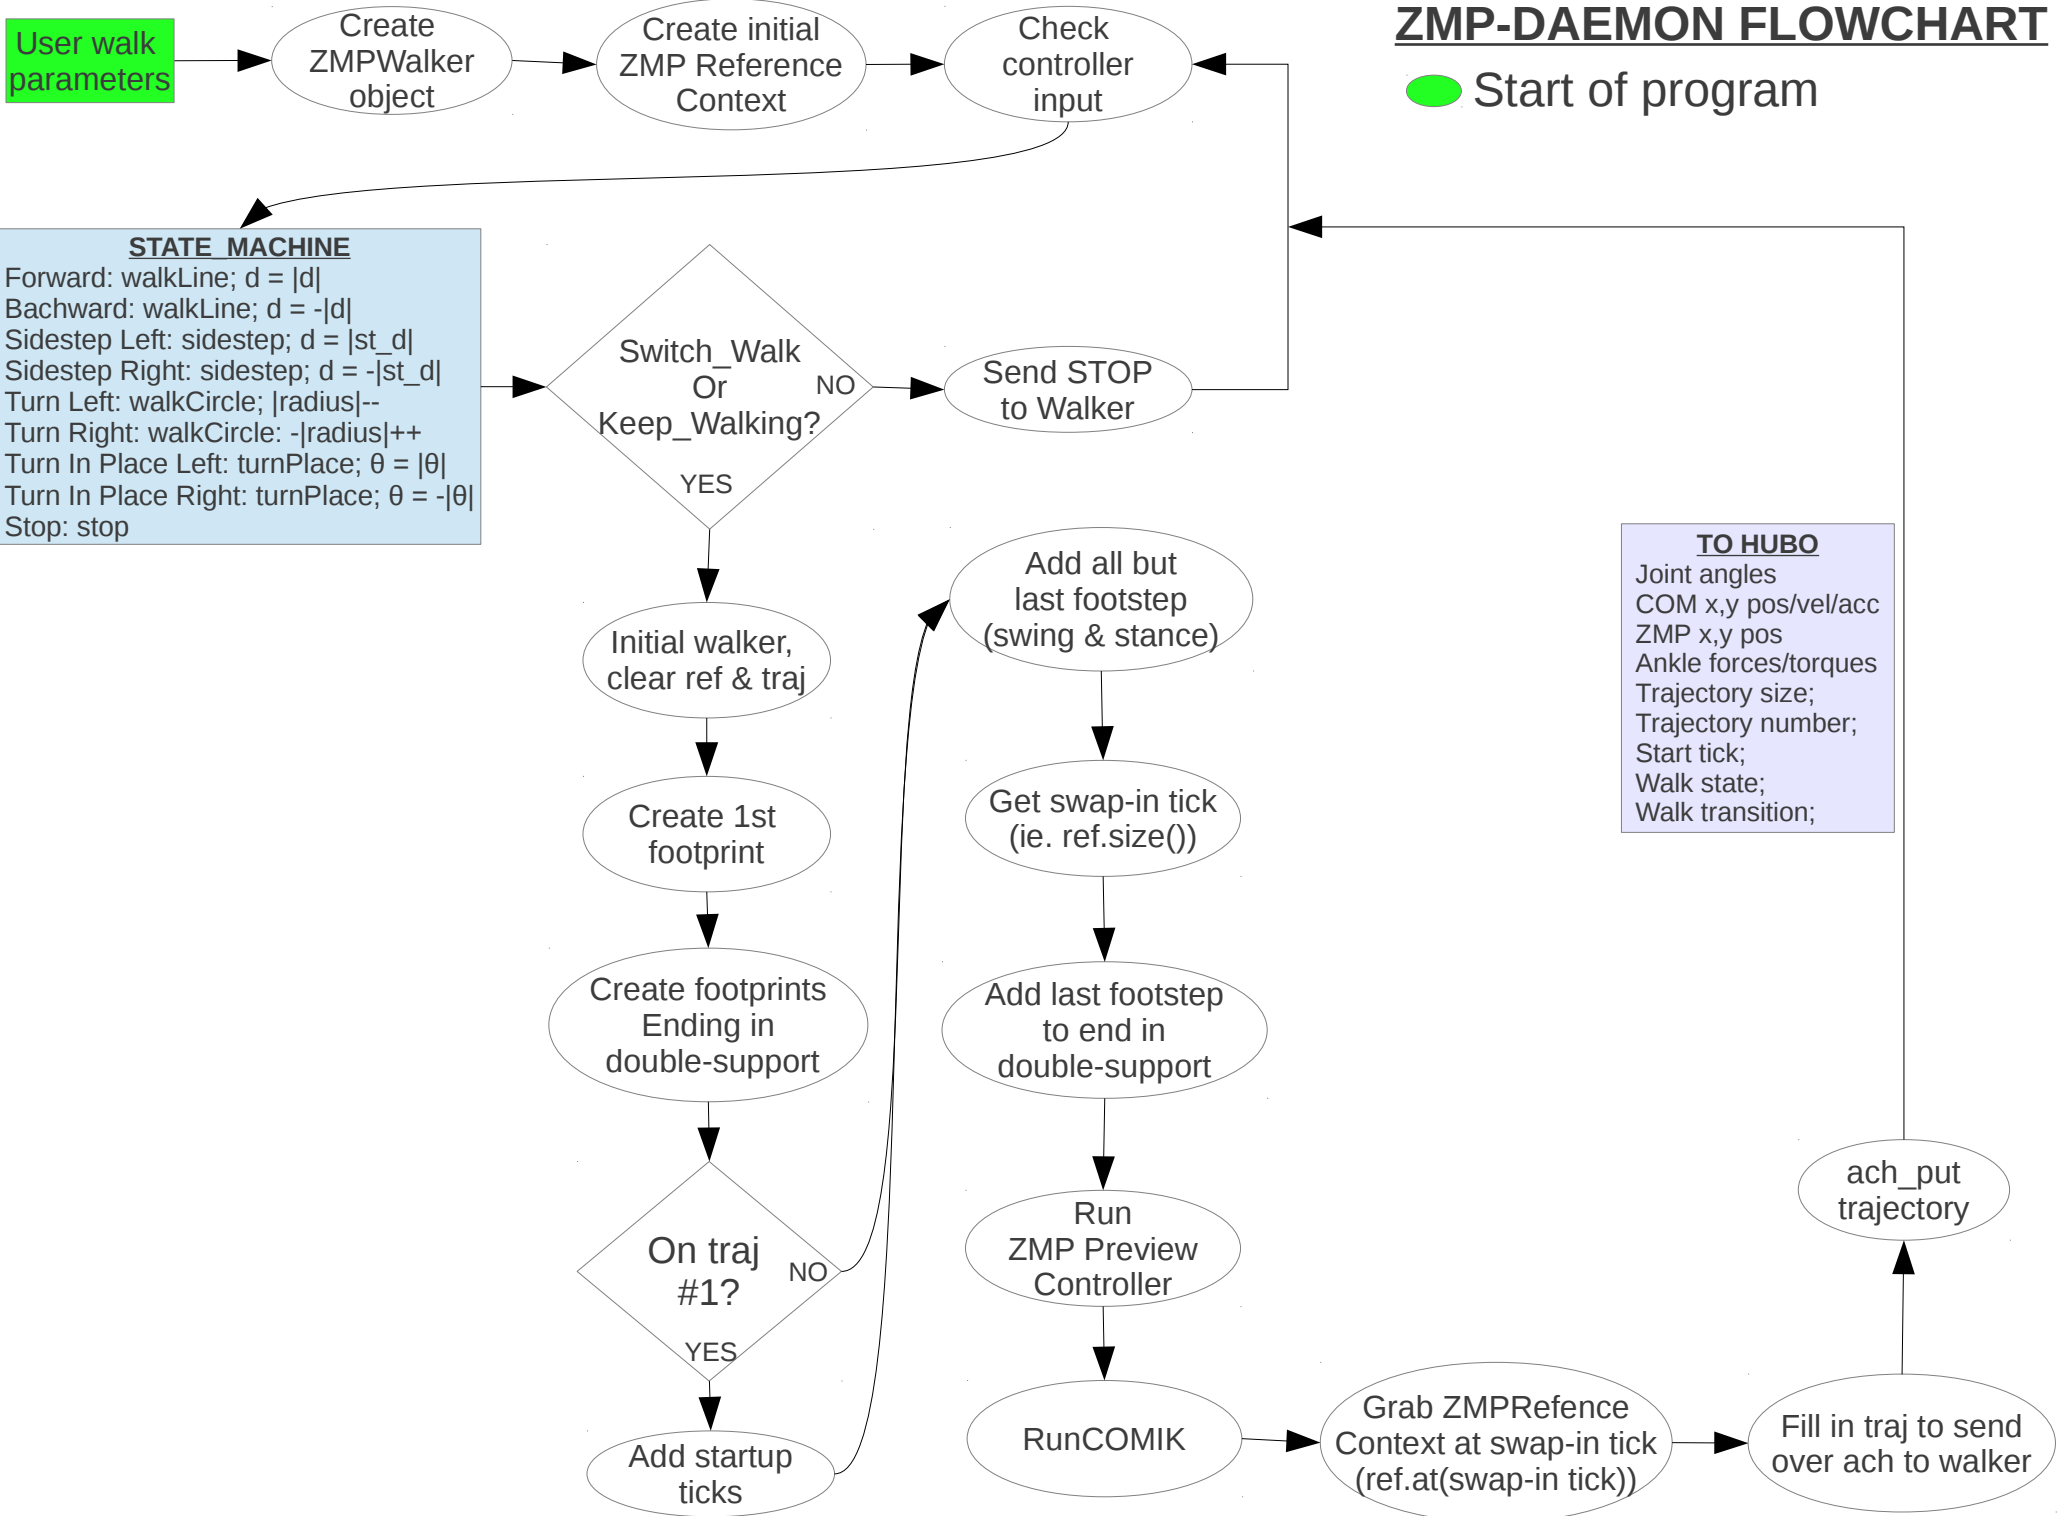 ZMP-DAEMON FLOWCHART
Start of program
User walk
parameters
Create
ZMPWalker
object
Create initial
ZMP Reference
Context
Check
controller
input
STATE_MACHINE
Forward: walkLine; d = |d|
Bachward: walkLine; d = -|d|
Sidestep Left: sidestep; d = |st_d|
Sidestep Right: sidestep; d = -|st_d|
Turn Left: walkCircle; |radius|--
Turn Right: walkCircle: -|radius|++
Turn In Place Left: turnPlace; θ = |θ|
Turn In Place Right: turnPlace; θ = -|θ|
Stop: stop
Switch_Walk
Or
Keep_Walking?
NO
YES
Send STOP
to Walker
Initial walker,
clear ref & traj
Create 1st
footprint
Create footprints
Ending in
double-support
On traj
#1?
NO
YES
Add startup
ticks
Add all but
last footstep
(swing & stance)
Get swap-in tick
(ie. ref.size())
Add last footstep
to end in
double-support
Run
ZMP Preview
Controller
RunCOMIK
Grab ZMPRefence
Context at swap-in tick
(ref.at(swap-in tick))
Fill in traj to send
over ach to walker
ach_put
trajectory
TO HUBO
Joint angles
COM x,y pos/vel/acc
ZMP x,y pos
Ankle forces/torques
Trajectory size;
Trajectory number;
Start tick;
Walk state;
Walk transition;